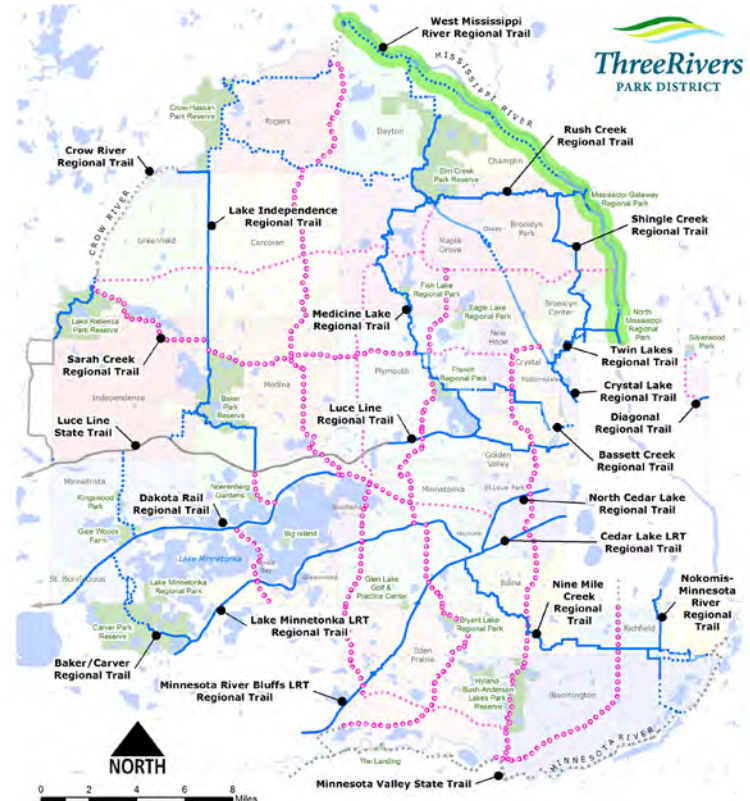 West Mississippi
River Regional Trail
ThreeRivers
PARK DISTRICT
MISSISSIPPI RIVER
Crow-Hassan
Park Reserve
Rogers
Dayton
Rush Creek
Regional Trail
Champlin
Crow River
Regional Trail
Elm Creek
Park Reserve
Mississippi Gateway
Regional Park
CROW RIVER
Lake Independence
Regional Trail
Shingle Creek
Regional Trail
Greenfield
Corcoran
Maple
Grove
Osseo
Brooklyn
Park
Fish Lake
Regional Park
Eagle Lake
Regional Park
Brooklyn
Center
Lake Rebecca
Park Reserve
Medicine Lake
Regional Trail
North
Mississippi
Regional
Park
Silverwood
Park
Sarah Creek
Regional Trail
New
Hope
Crystal
Twin Lakes
Regional Trail
Plymouth
French
Regional Park
Robbinsdale
Crystal Lake
Regional Trail
Medina
Independence
Baker
Park
Reserve
Luce Line
Regional Trail
Diagonal
Regional Trail
Luce Line
State Trail
Bassett Creek
Regional Trail
Golden
Valley
Minnetrista
Kingswood
Park
Noerenberg
Gardens
Minnetonka
St Louis Park
Dakota Rail
Regional Trail
North Cedar Lake
Regional Trail
Gale Woods
Farm
Big Island
Hopkins
Cedar Lake LRT
Regional Trail
Lake Minnetonka
St. Bonifacius
Lake Minnetonka
Regional Park
Glen Lake
Golf &
Practice Center
Edina
Nokomis-
Minnesota
River
Regional
Trail
Carver Park
Reserve
Lake Minnetonka LRT
Regional Trail
Bryant Lake
Regional Park
Nine Mile
Creek
Regional
Trail
Richfield
Baker/Carver
Regional Trail
Eden
Prairie
Minnesota River Bluffs LRT
Regional Trail
Hyland
Bush-Anderson
Lakes Park
Reserve
Bloomington
MINNESOTA RIVER
The Landing
NORTH
Minnesota Valley State Trail
0 2 4 6 8
Miles